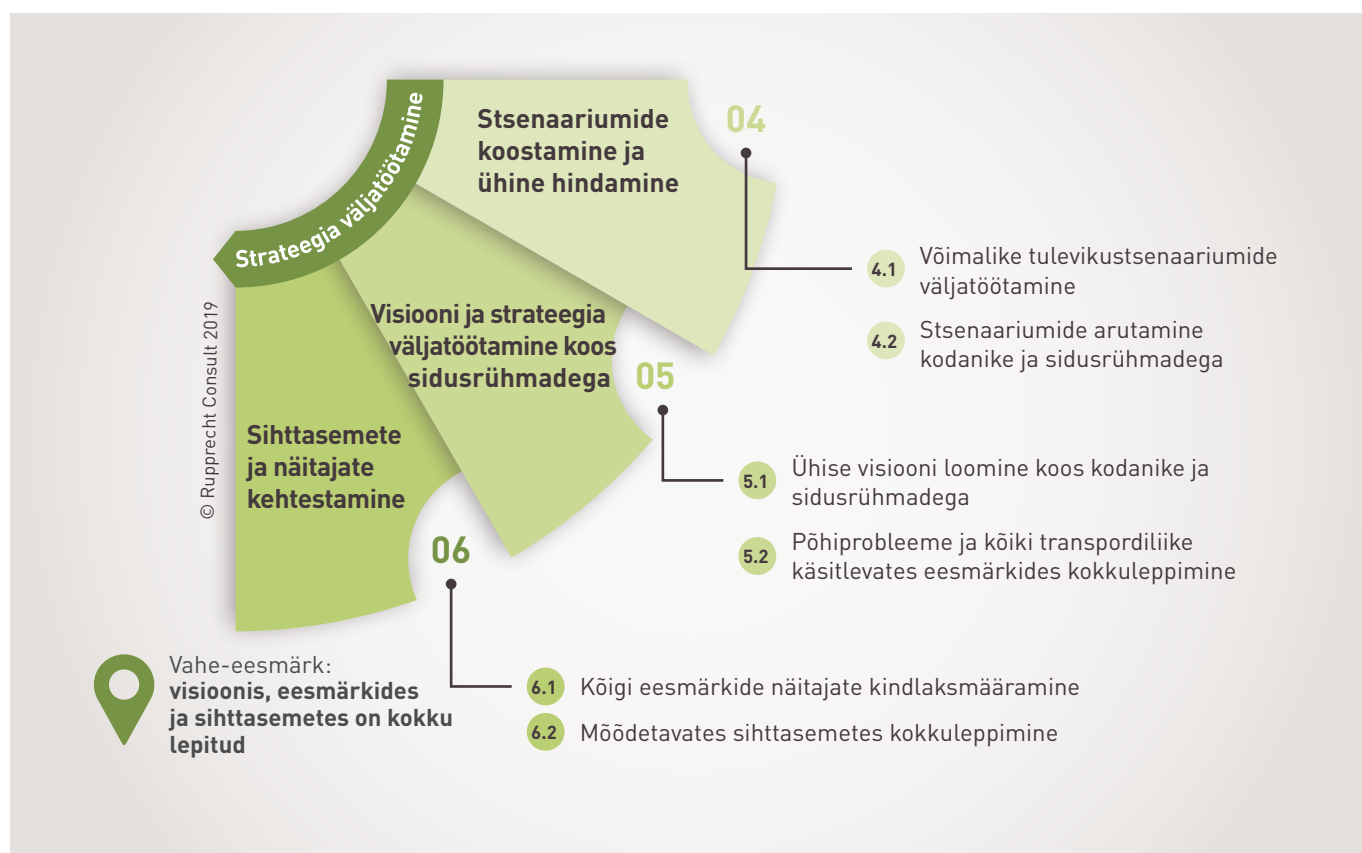 Strateegia väljatöötamine
Stsenaariumide
koostamine ja
ühine hindamine
04
4.1 Võimalike tulevikustsenaariumide
väljatöötamine
4.2 Stsenaariumide arutamine
kodanike ja sidusrühmadega
Visiooni ja strateegia
väljatöötamine koos
sidusrühmadega
05
5.1 Ühise visiooni loomine koos kodanike ja
sidusrühmadega
5.2 Põhiprobleeme ja kõiki transpordiliike
käsitlevates eesmärkides kokkuleppimine
Sihttasemete
ja näitajate
kehtestamine
06
6.1 Kõigi eesmärkide näitajate kindlaksmääramine
6.2 Mõõdetavates sihttasemetes kokkuleppimine
Vahe-eesmärk:
visioonis, eesmärkides
ja sihttasemetes on kokku
lepitud
© Rupprecht Consult 2019